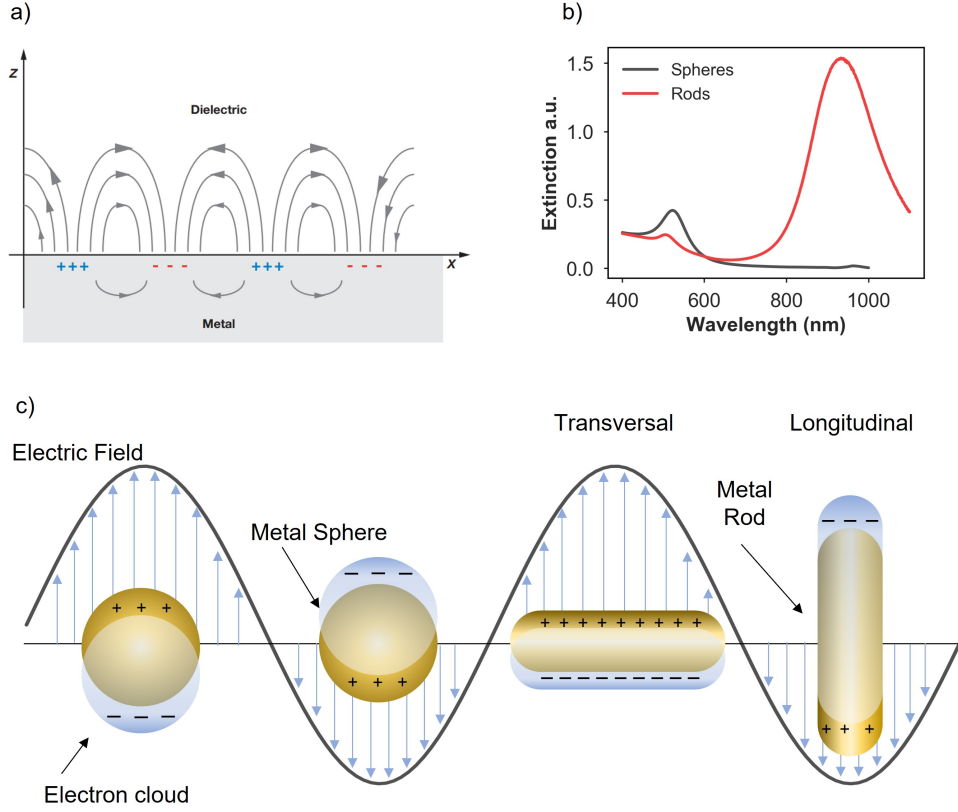 a)
z
Dielectric
+++
- - -
+++
- - -
x
Metal
b)
Spheres
Rods
Extinction a.u.
1.5
1.0
0.5
0.0
400
600
800
1000
Wavelength (nm)
c)
Transversal
Longitudinal
Electric Field
Metal
Rod
Metal Sphere
− − −
− − −
+ + +
+ + + + + + + + +
+ + +
− − − − − − − − − −
+ + +
− − −
Electron cloud